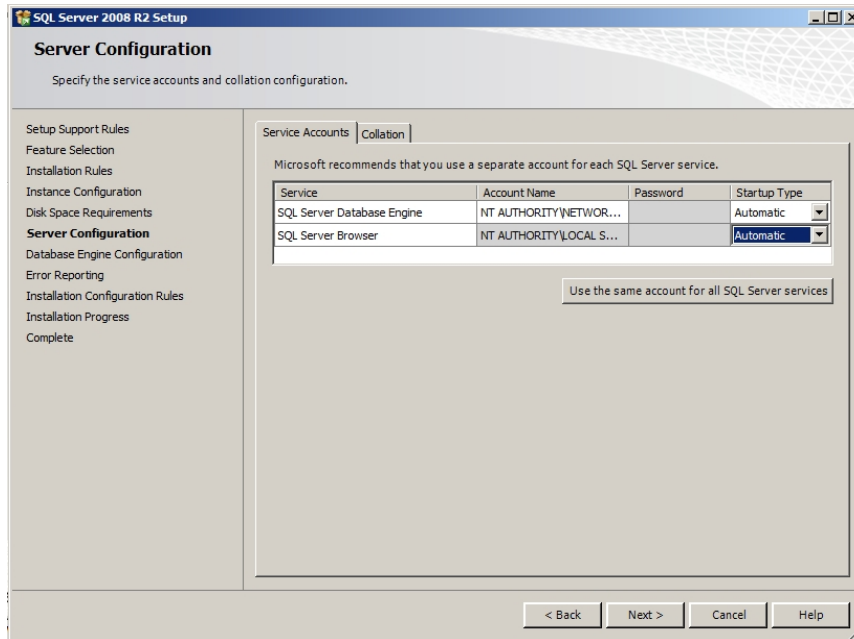 SQL Server 2008 R2 Setup
Server Configuration
Specify the service accounts and collation configuration.
Setup Support Rules
Feature Selection
Installation Rules
Instance Configuration
Disk Space Requirements
Server Configuration
Database Engine Configuration
Error Reporting
Installation Configuration Rules
Installation Progress
Complete
Service Accounts Collation
Microsoft recommends that you use a separate account for each SQL Server service.
Service Account Name Password Startup Type
SQL Server Database Engine NT AUTHORITY\NETWOR... Automatic
SQL Server Browser NT AUTHORITY\LOCAL S... Automatic
Use the same account for all SQL Server services
< Back Next > Cancel Help